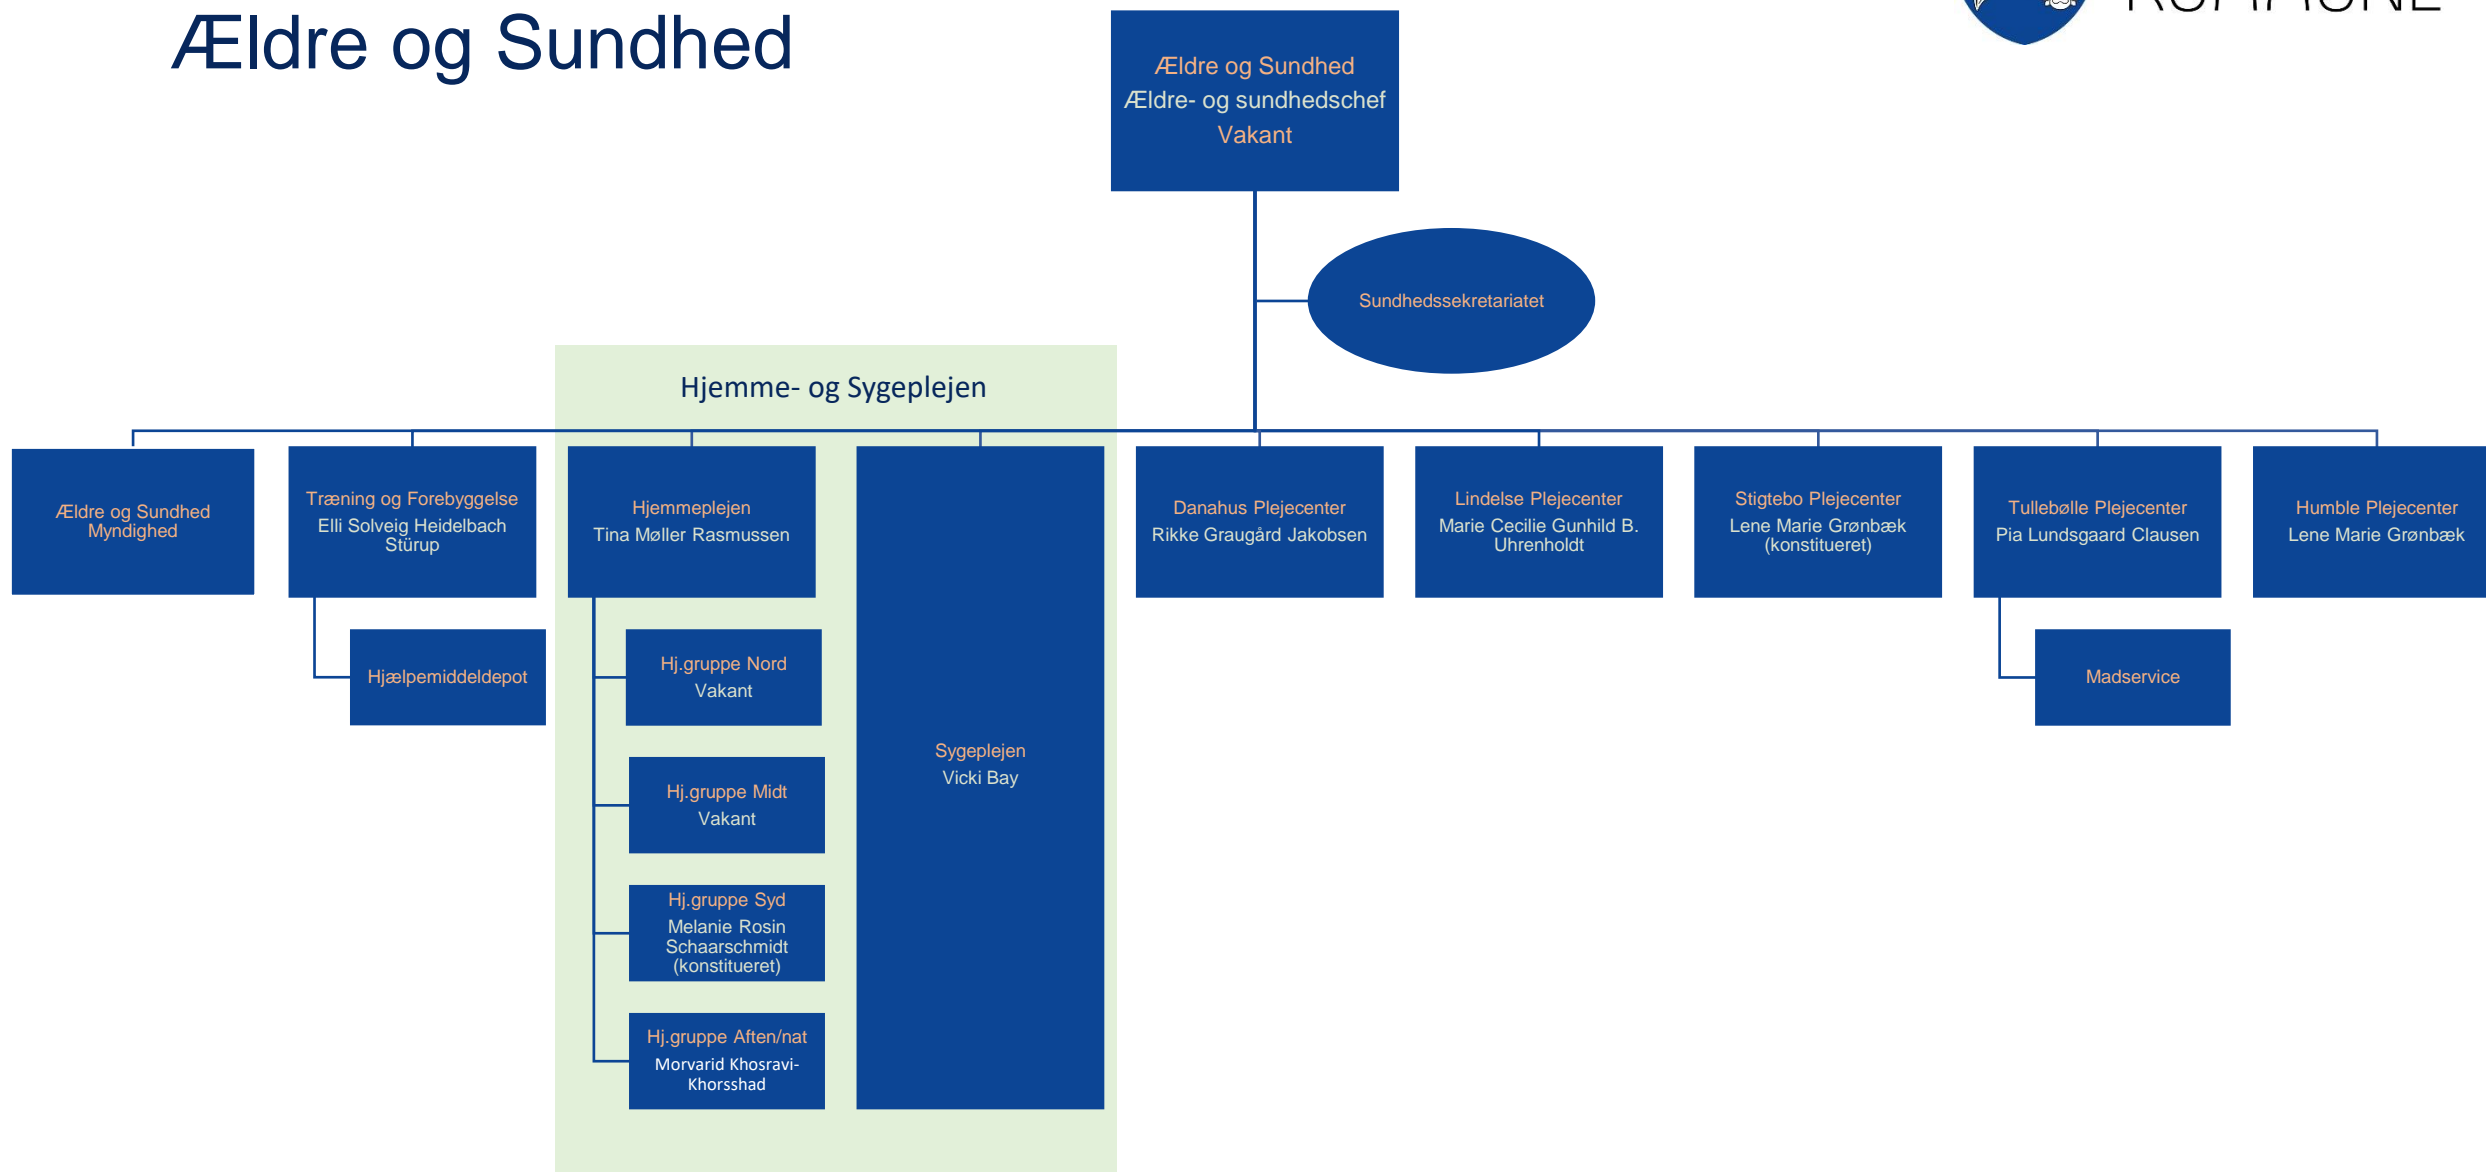 Ældre og Sundhed
KOMMUNE
Ældre og Sundhed
Ældre- og sundhedschef
Vakant
Sundhedssekretariatet
Hjemme- og Sygeplejen
Ældre og Sundhed
Myndighed
Træning og Forebyggelse
Elli Solveig Heidelbach
Stürup
Hjemmeplejen
Tina Møller Rasmussen
Danahus Plejecenter
Rikke Graugård Jakobsen
Lindelse Plejecenter
Marie Cecilie Gunhild B.
Uhrenholdt
Stigtebo Plejecenter
Lene Marie Grønbæk
(konstitueret)
Tullebølle Plejecenter
Pia Lundsgaard Clausen
Humble Plejecenter
Lene Marie Grønbæk
Hjælpemiddeldepot
Hj.gruppe Nord
Vakant
Madservice
Sygeplejen
Vicki Bay
Hj.gruppe Midt
Vakant
Hj.gruppe Syd
Melanie Rosin
Schaarschmidt
(konstitueret)
Hj.gruppe Aften/nat
Morvarid Khosravi-
Khorsshad